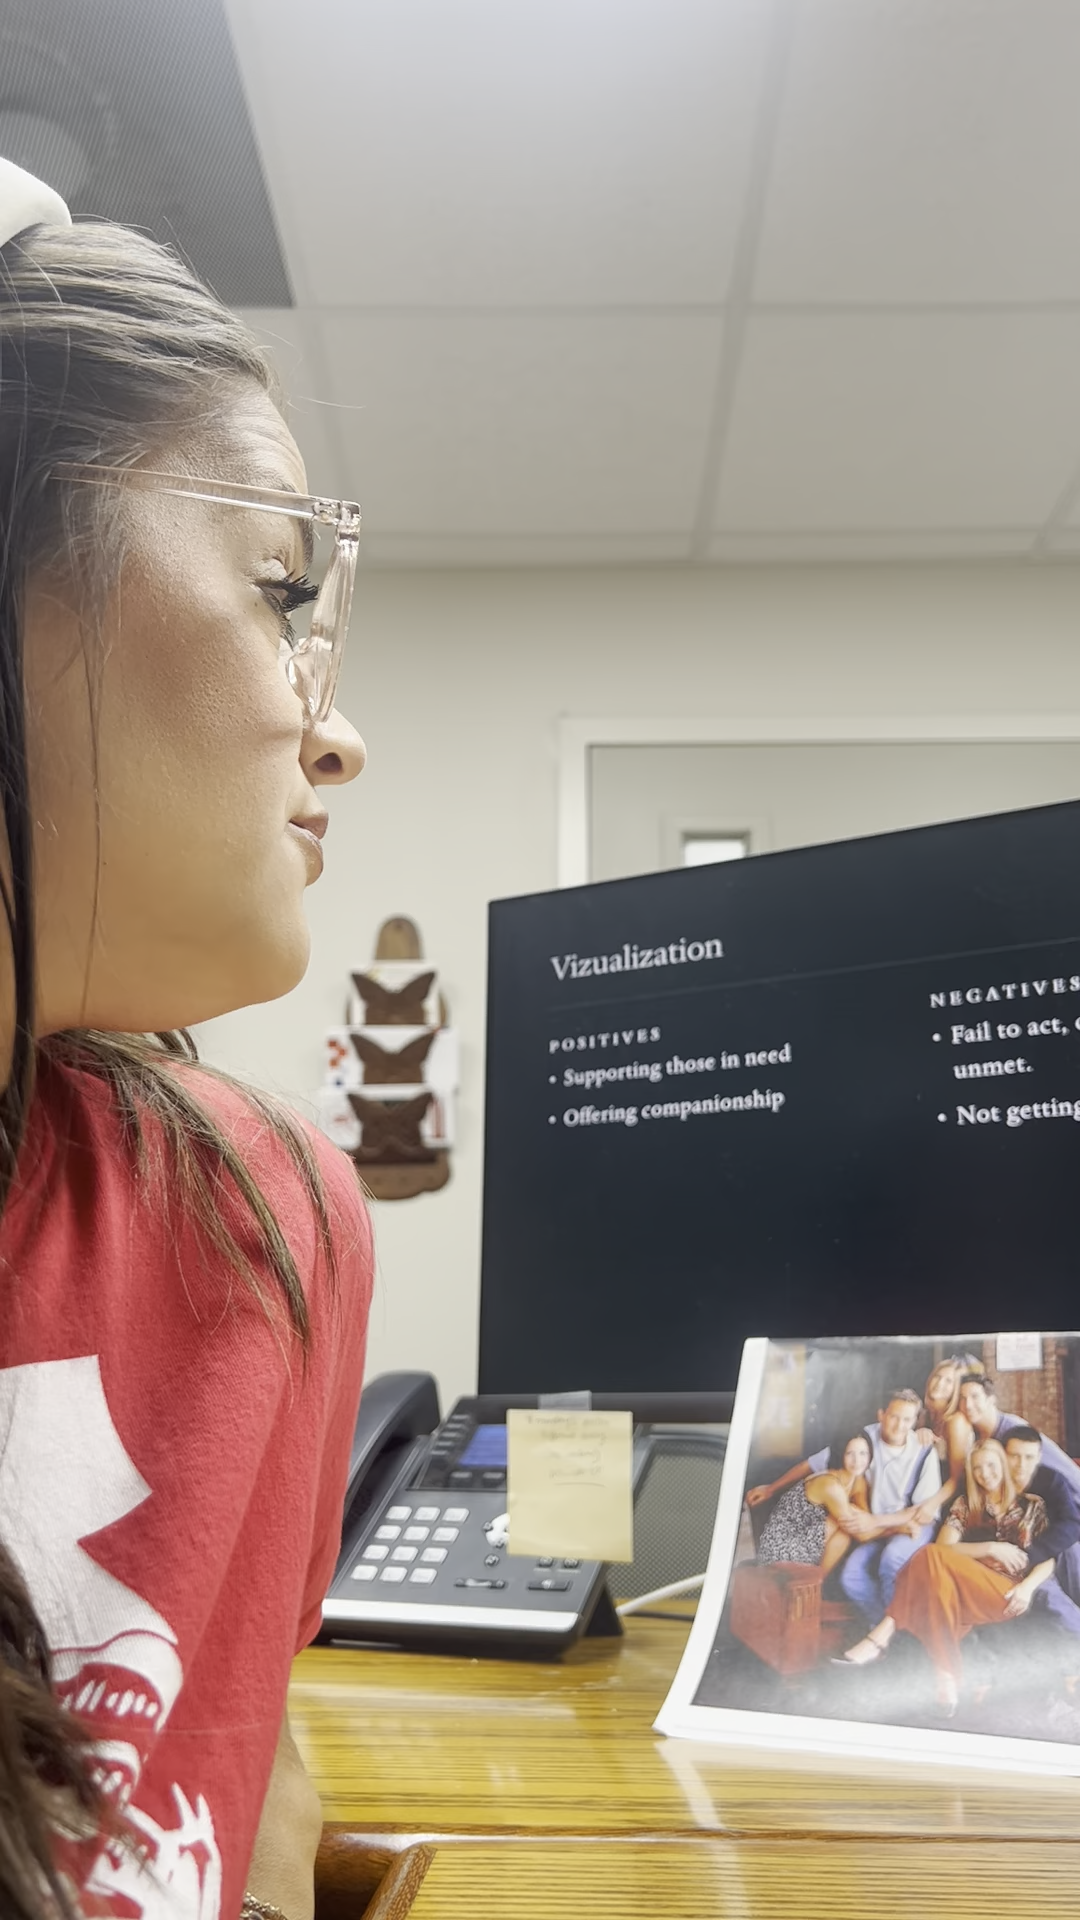 Vizualization
POSITIVES
• Supporting those in need
• Offering companionship
NEGATIVES
• Fail to act,
unmet.
• Not getting